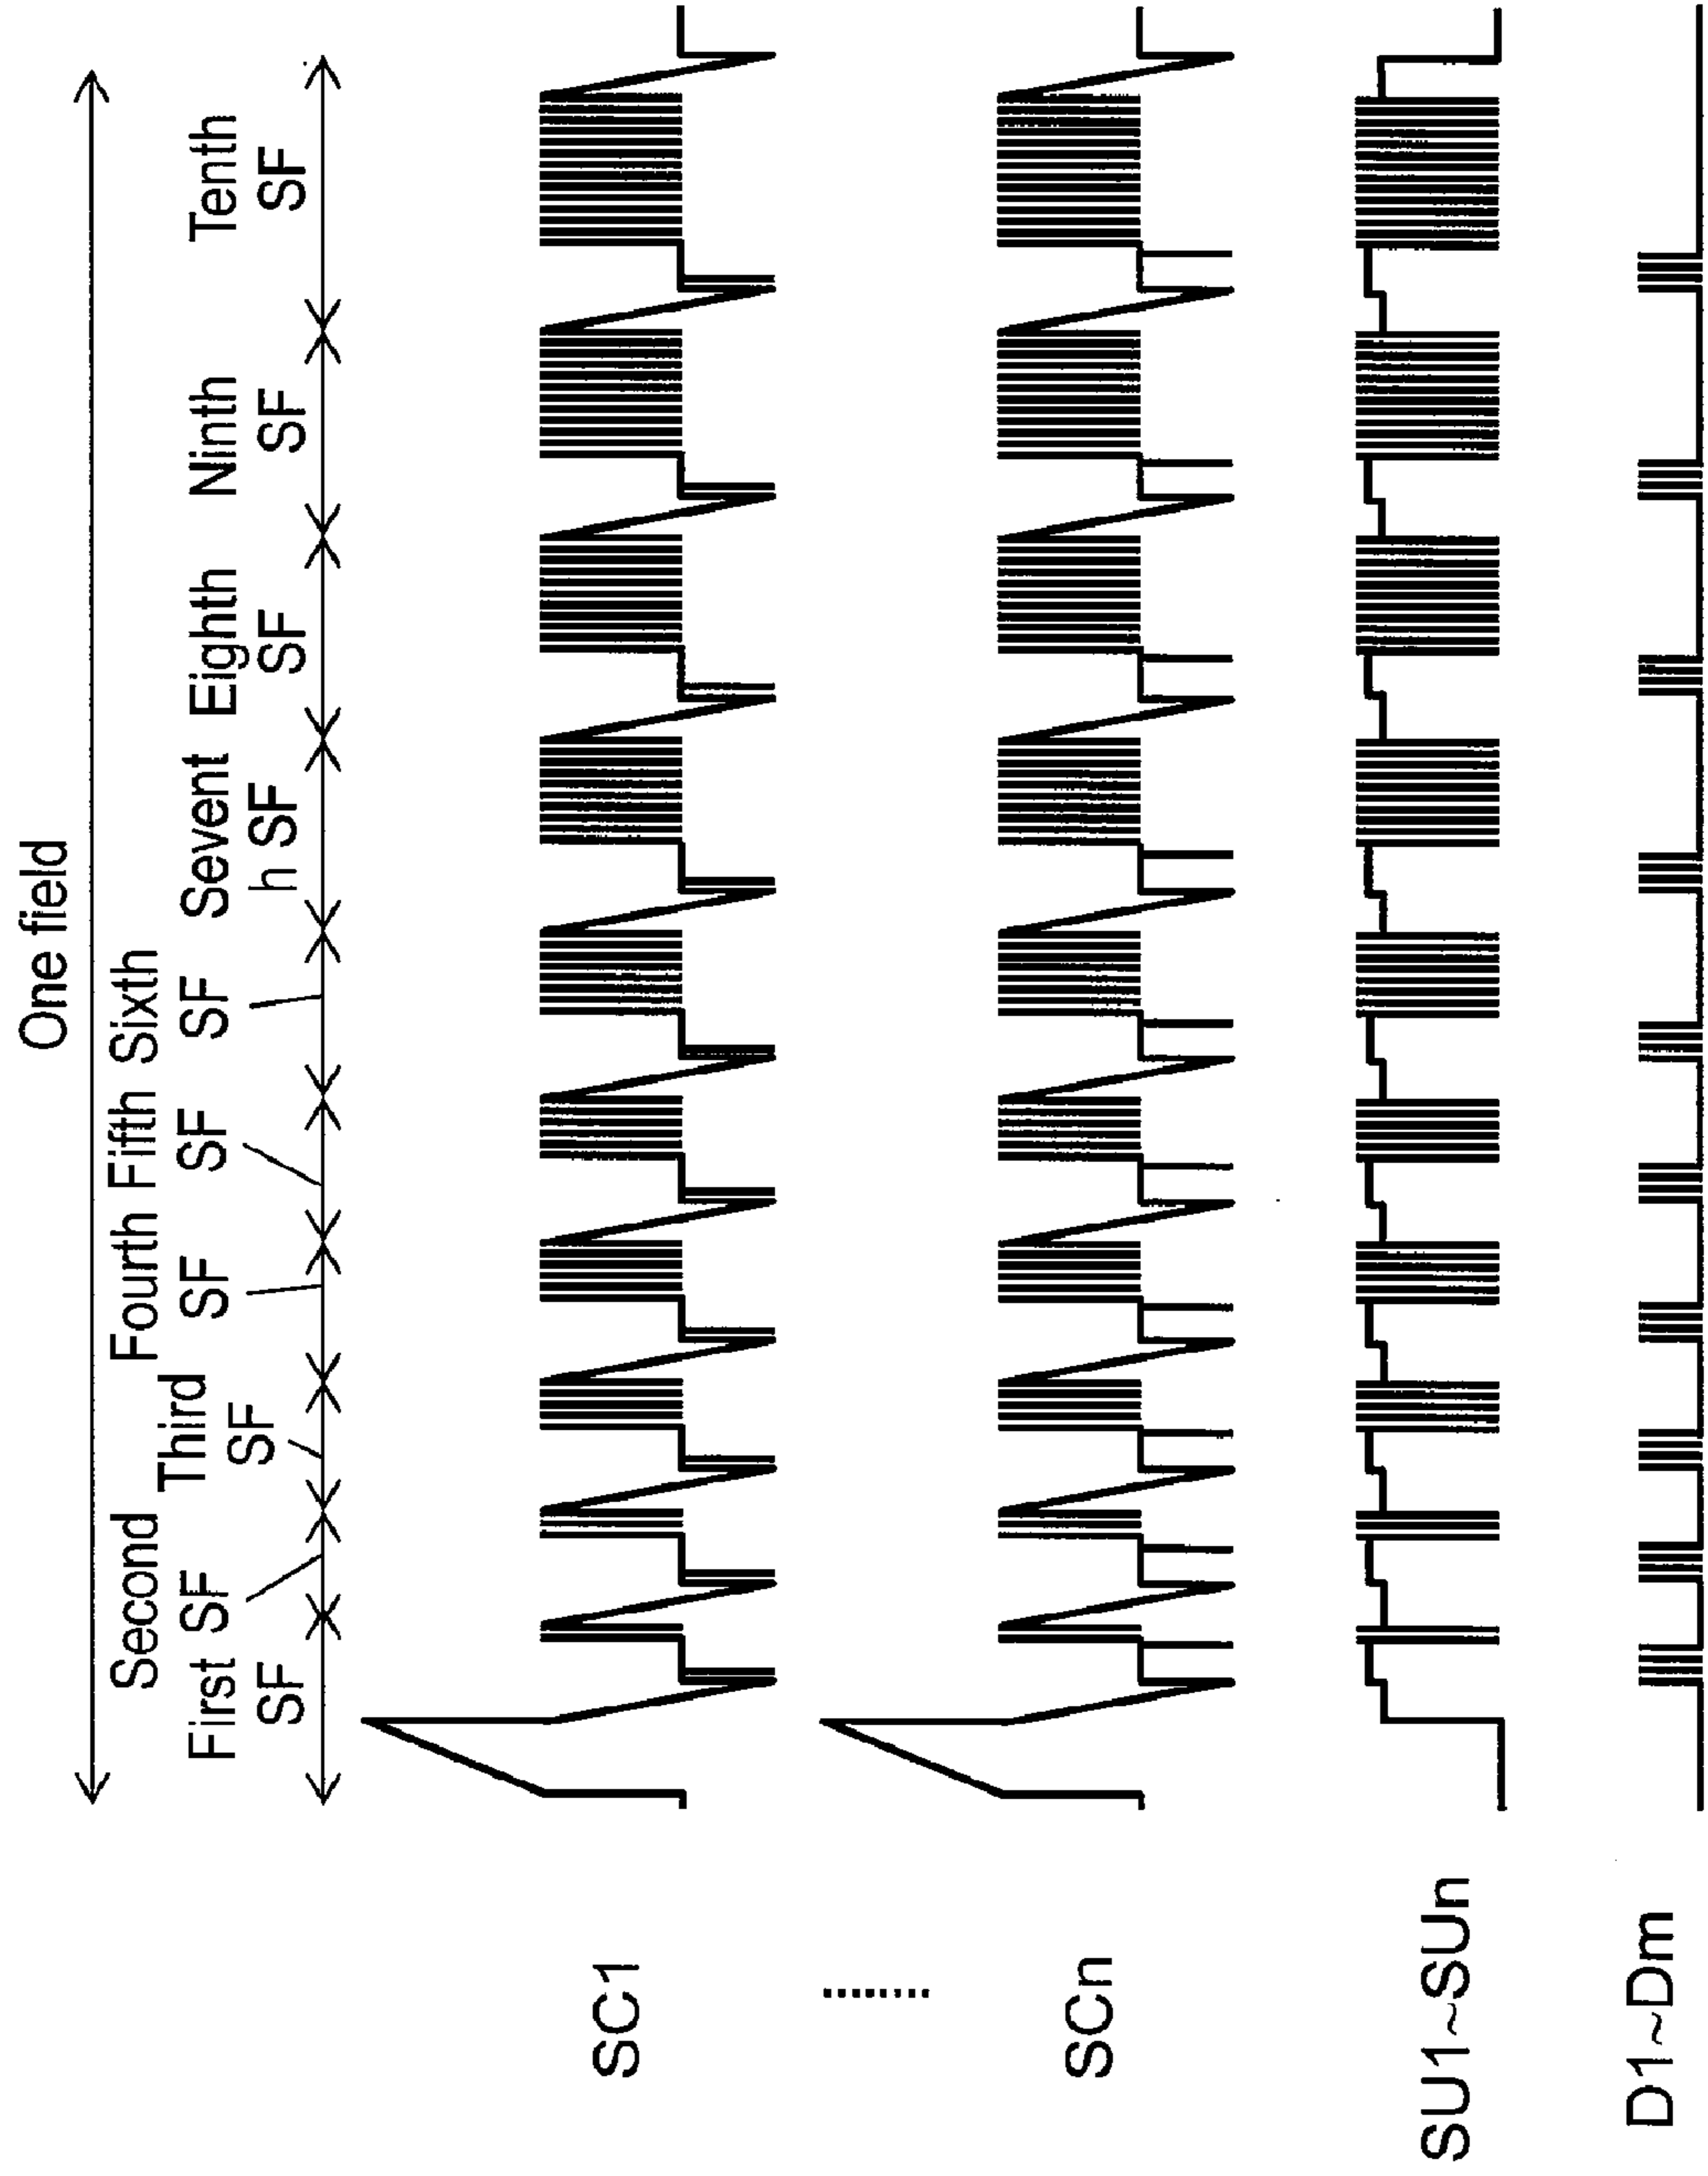 One field
First
SF
Second
SF
Third
SF
Fourth
SF
Fifth
SF
Sixth
SF
Sevent
h SF
Eighth
SF
Ninth
SF
Tenth
SF
SC1
SCn
SU1~SUn
D1~Dm